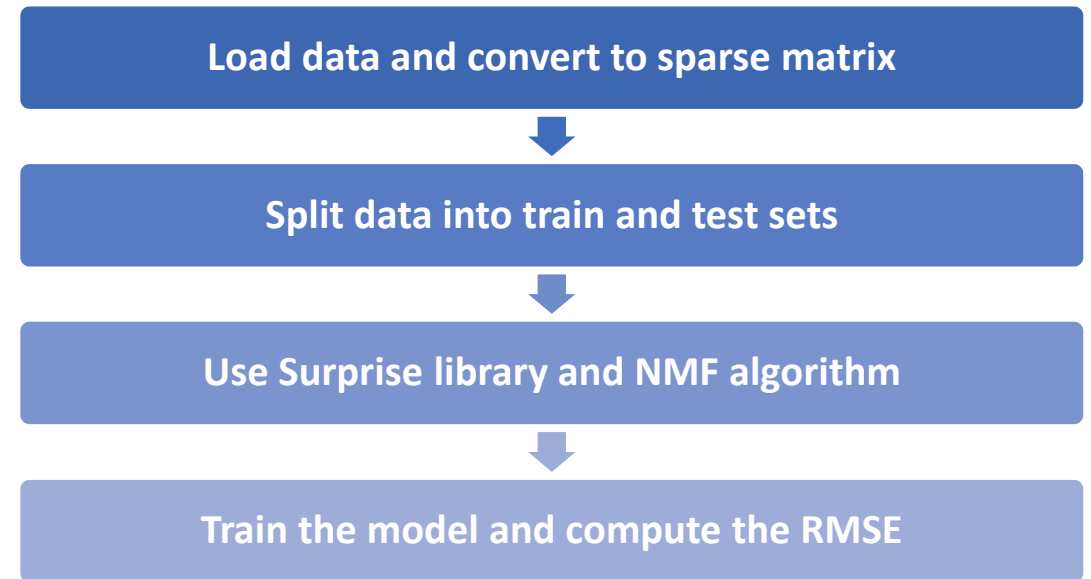 Load data and convert to sparse matrix
Split data into train and test sets
Use Surprise library and NMF algorithm
Train the model and compute the RMSE